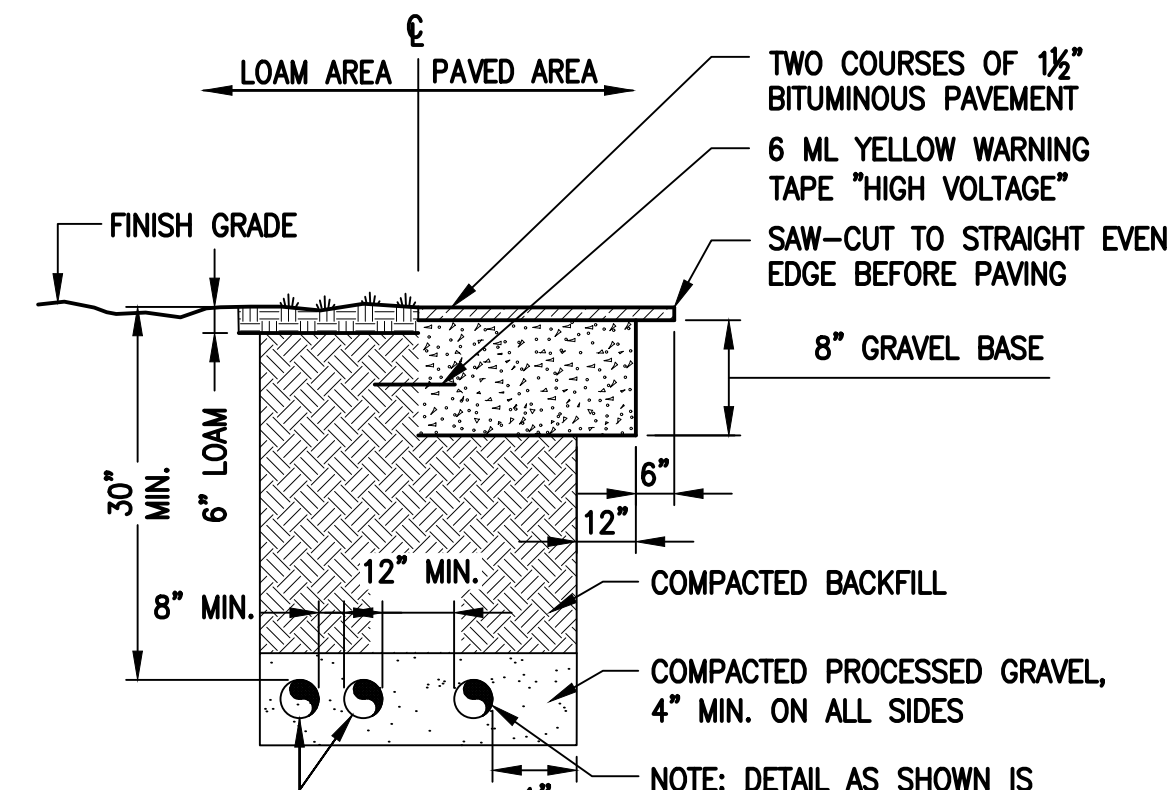 ℄
LOAM AREA
PAVED AREA
TWO COURSES OF 1½"
BITUMINOUS PAVEMENT
6 ML YELLOW WARNING
TAPE "HIGH VOLTAGE"
SAW-CUT TO STRAIGHT EVEN
EDGE BEFORE PAVING
FINISH GRADE
8" GRAVEL BASE
30"
MIN.
6" LOAM
6"
12"
12" MIN.
8" MIN.
COMPACTED BACKFILL
COMPACTED PROCESSED GRAVEL,
4" MIN. ON ALL SIDES
NOTE: DETAIL AS SHOWN IS